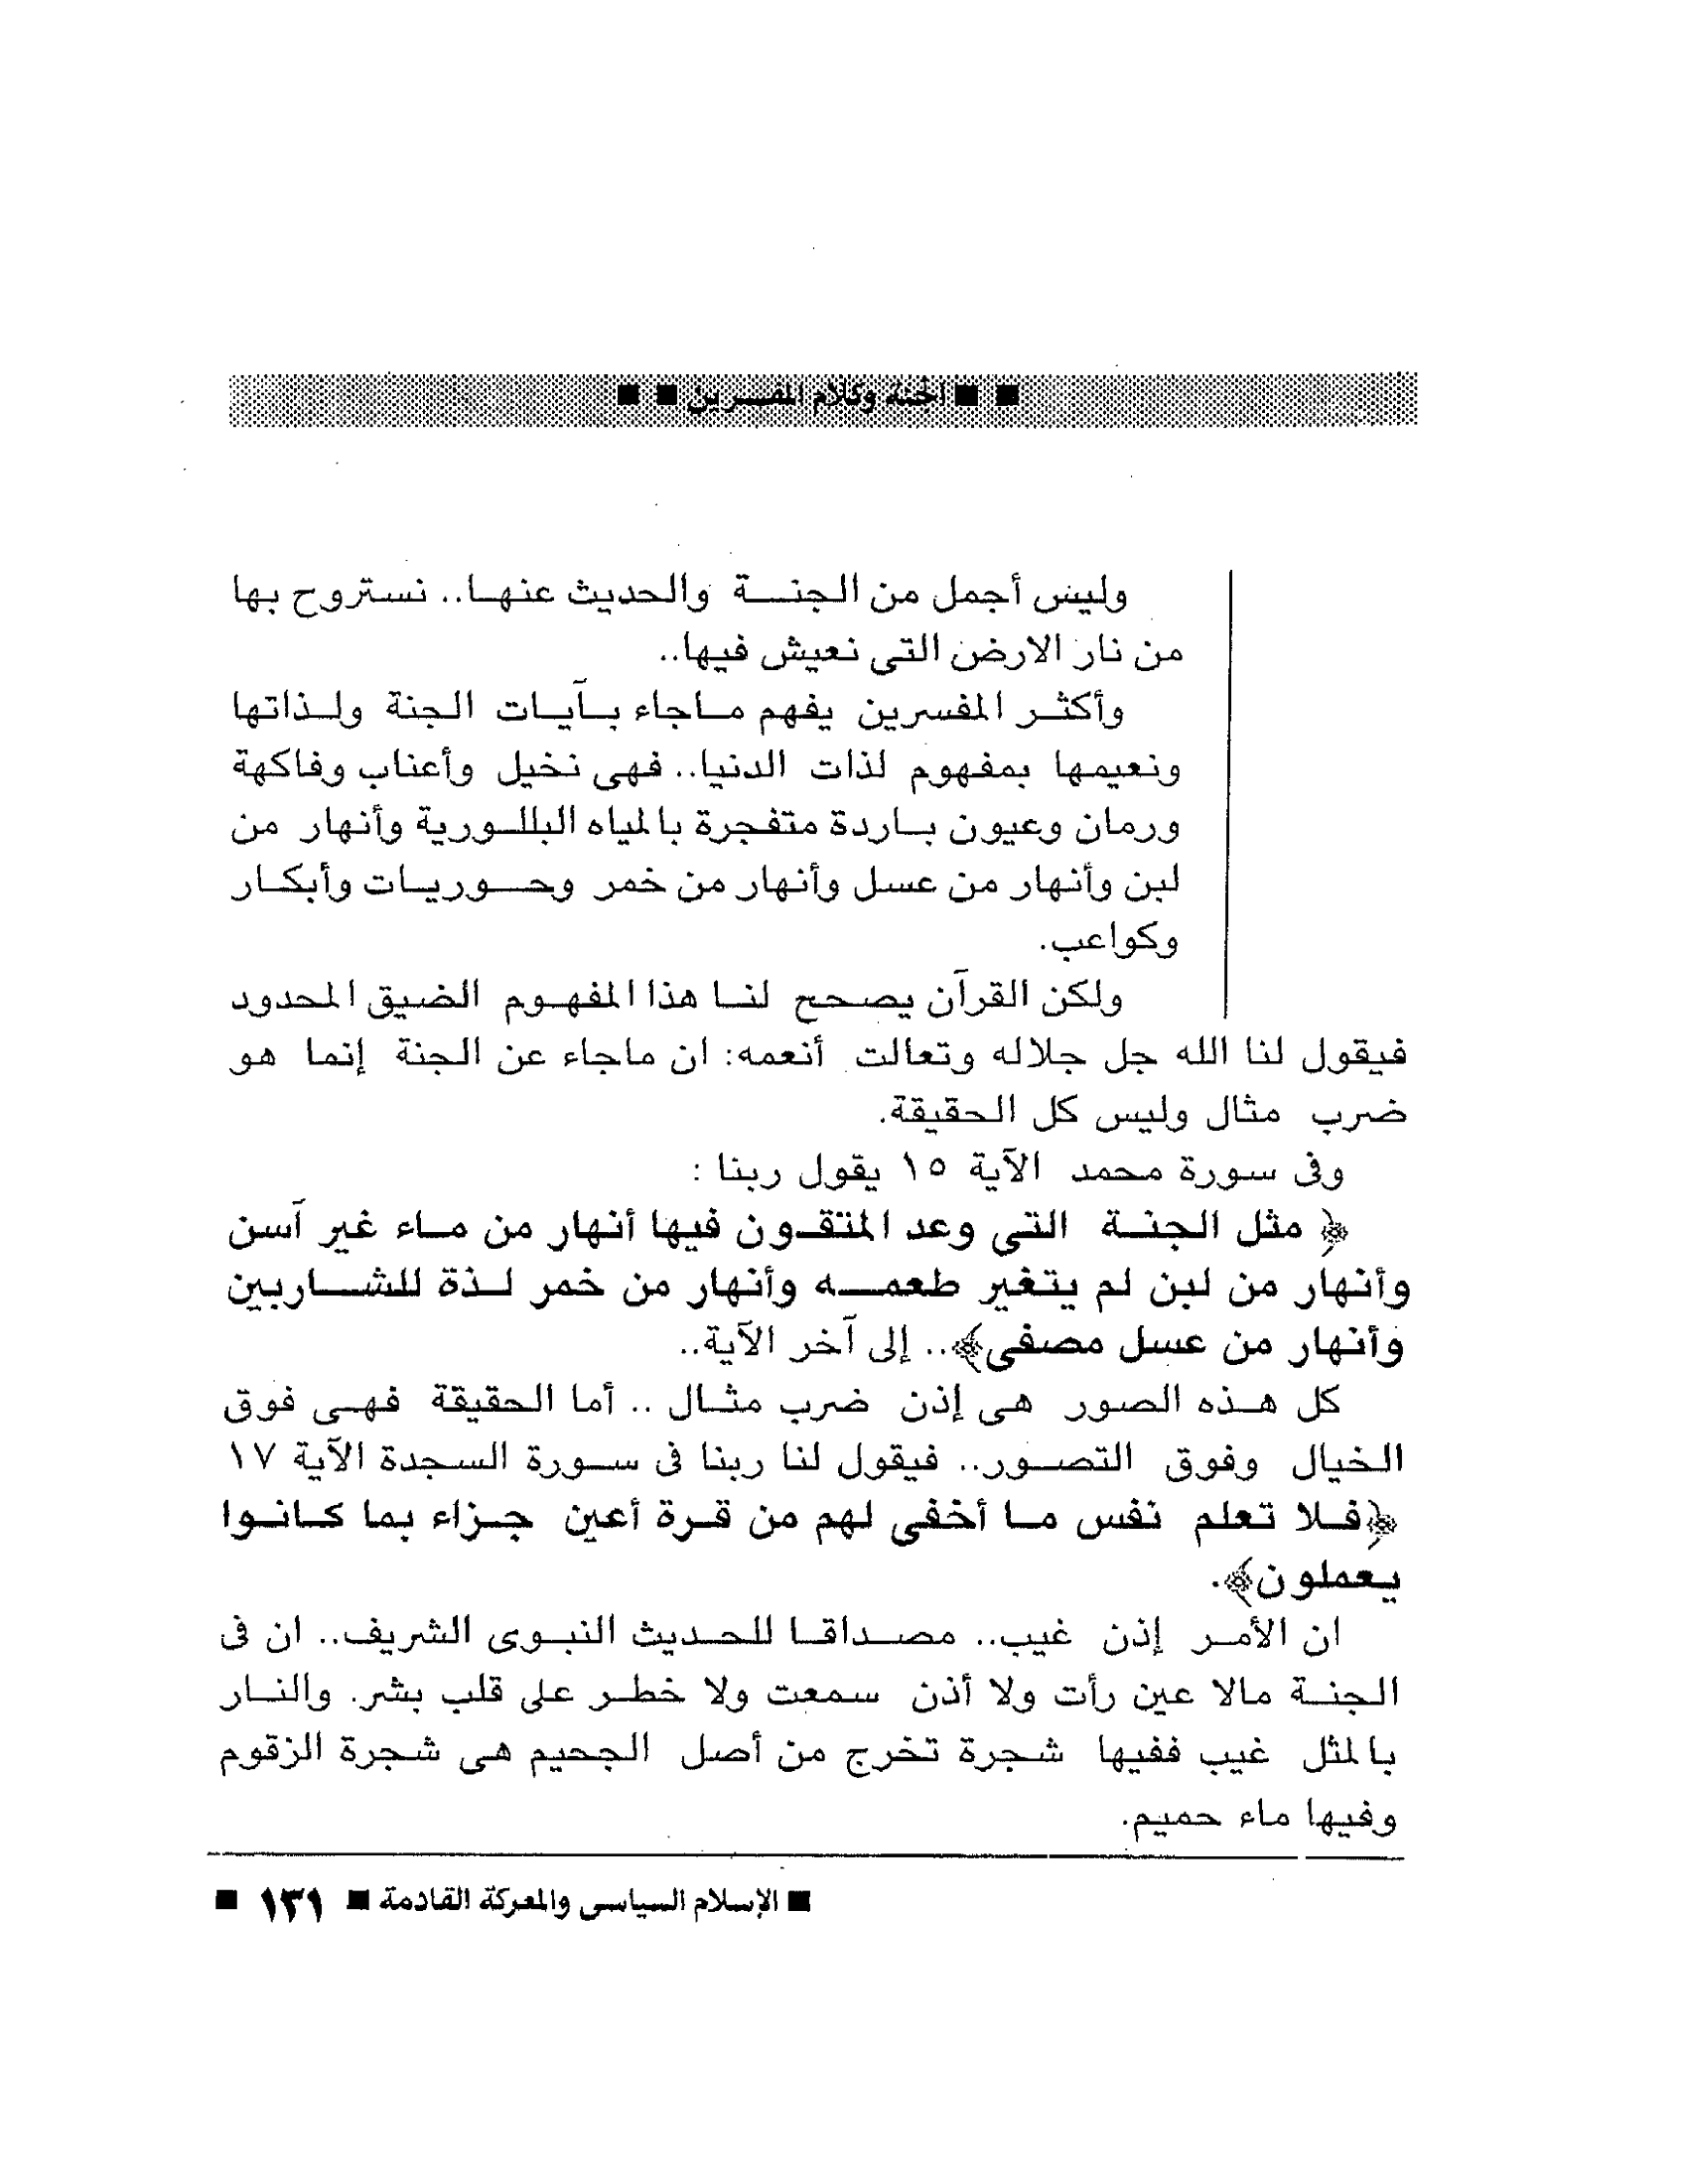 ■ ■ الجنة وكلام المفسرين ■ ■
وليس أجمل من الجنة والحديث عنها.. نستروح بها
من نار الارض التى نعيش فيها..
وأكثر المفسرين يفهم ماجاء بآيات الجنة ولذاتها
ونعيمها بمفهوم لذات الدنيا.. فهى نخيل وأعناب وفاكهة
ورمان وعيون باردة متفجرة بالمياه البللورية وأنهار من
لبن وأنهار من عسل وأنهار من خمر وحوريات وأبكار
وكواعب.
ولكن القرآن يصحح لنا هذا المفهوم الضيق المحدود
فيقول لنا الله جل جلاله وتعالت أنعمه: ان ماجاء عن الجنة إنما هو
ضرب مثال وليس كل الحقيقة.
وفى سورة محمد الآية ١٥ يقول ربنا :
﴿ مثل الجنة التى وعد المتقون فيها أنهار من ماء غير آسن
وأنهار من لبن لم يتغير طعمه وأنهار من خمر لذة للشاربين
وأنهار من عسل مصفى﴾.. إلى آخر الآية..
كل هذه الصور هى إذن ضرب مثال .. أما الحقيقة فهى فوق
الخيال وفوق التصور.. فيقول لنا ربنا فى سورة السجدة الآية ١٧
﴿فلا تعلم نفس ما أخفى لهم من قرة أعين جزاء بما كانوا
يعملون﴾.
ان الأمر إذن غيب.. مصداقا للحديث النبوى الشريف.. ان فى
الجنة مالا عين رأت ولا أذن سمعت ولا خطر على قلب بشر. والنار
بالمثل غيب ففيها شجرة تخرج من أصل الجحيم هى شجرة الزقوم
وفيها ماء حميم.
■ الإسلام السياسى والمعركة القادمة ■ ١٣١ ■